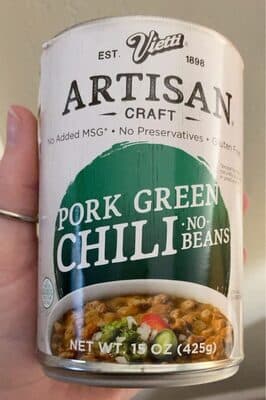 EST. Vietti 1898
ARTISAN
CRAFT
No Added MSG* • No Preservatives • Gluten
PORK GREEN
CHILI •NO•
BEANS
NET WT. 15 OZ (425g)